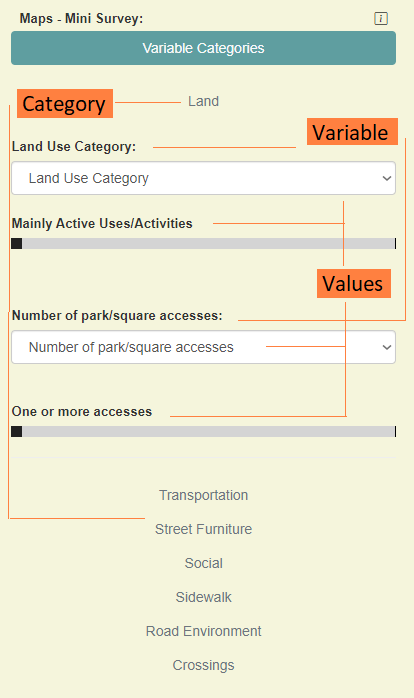 Maps - Mini Survey: i
Variable Categories
Category
Land
Variable
Land Use Category:
Land Use Category
Mainly Active Uses/Activities
Values
Number of park/square accesses:
Number of park/square accesses
One or more accesses
Transportation
Street Furniture
Social
Sidewalk
Road Environment
Crossings